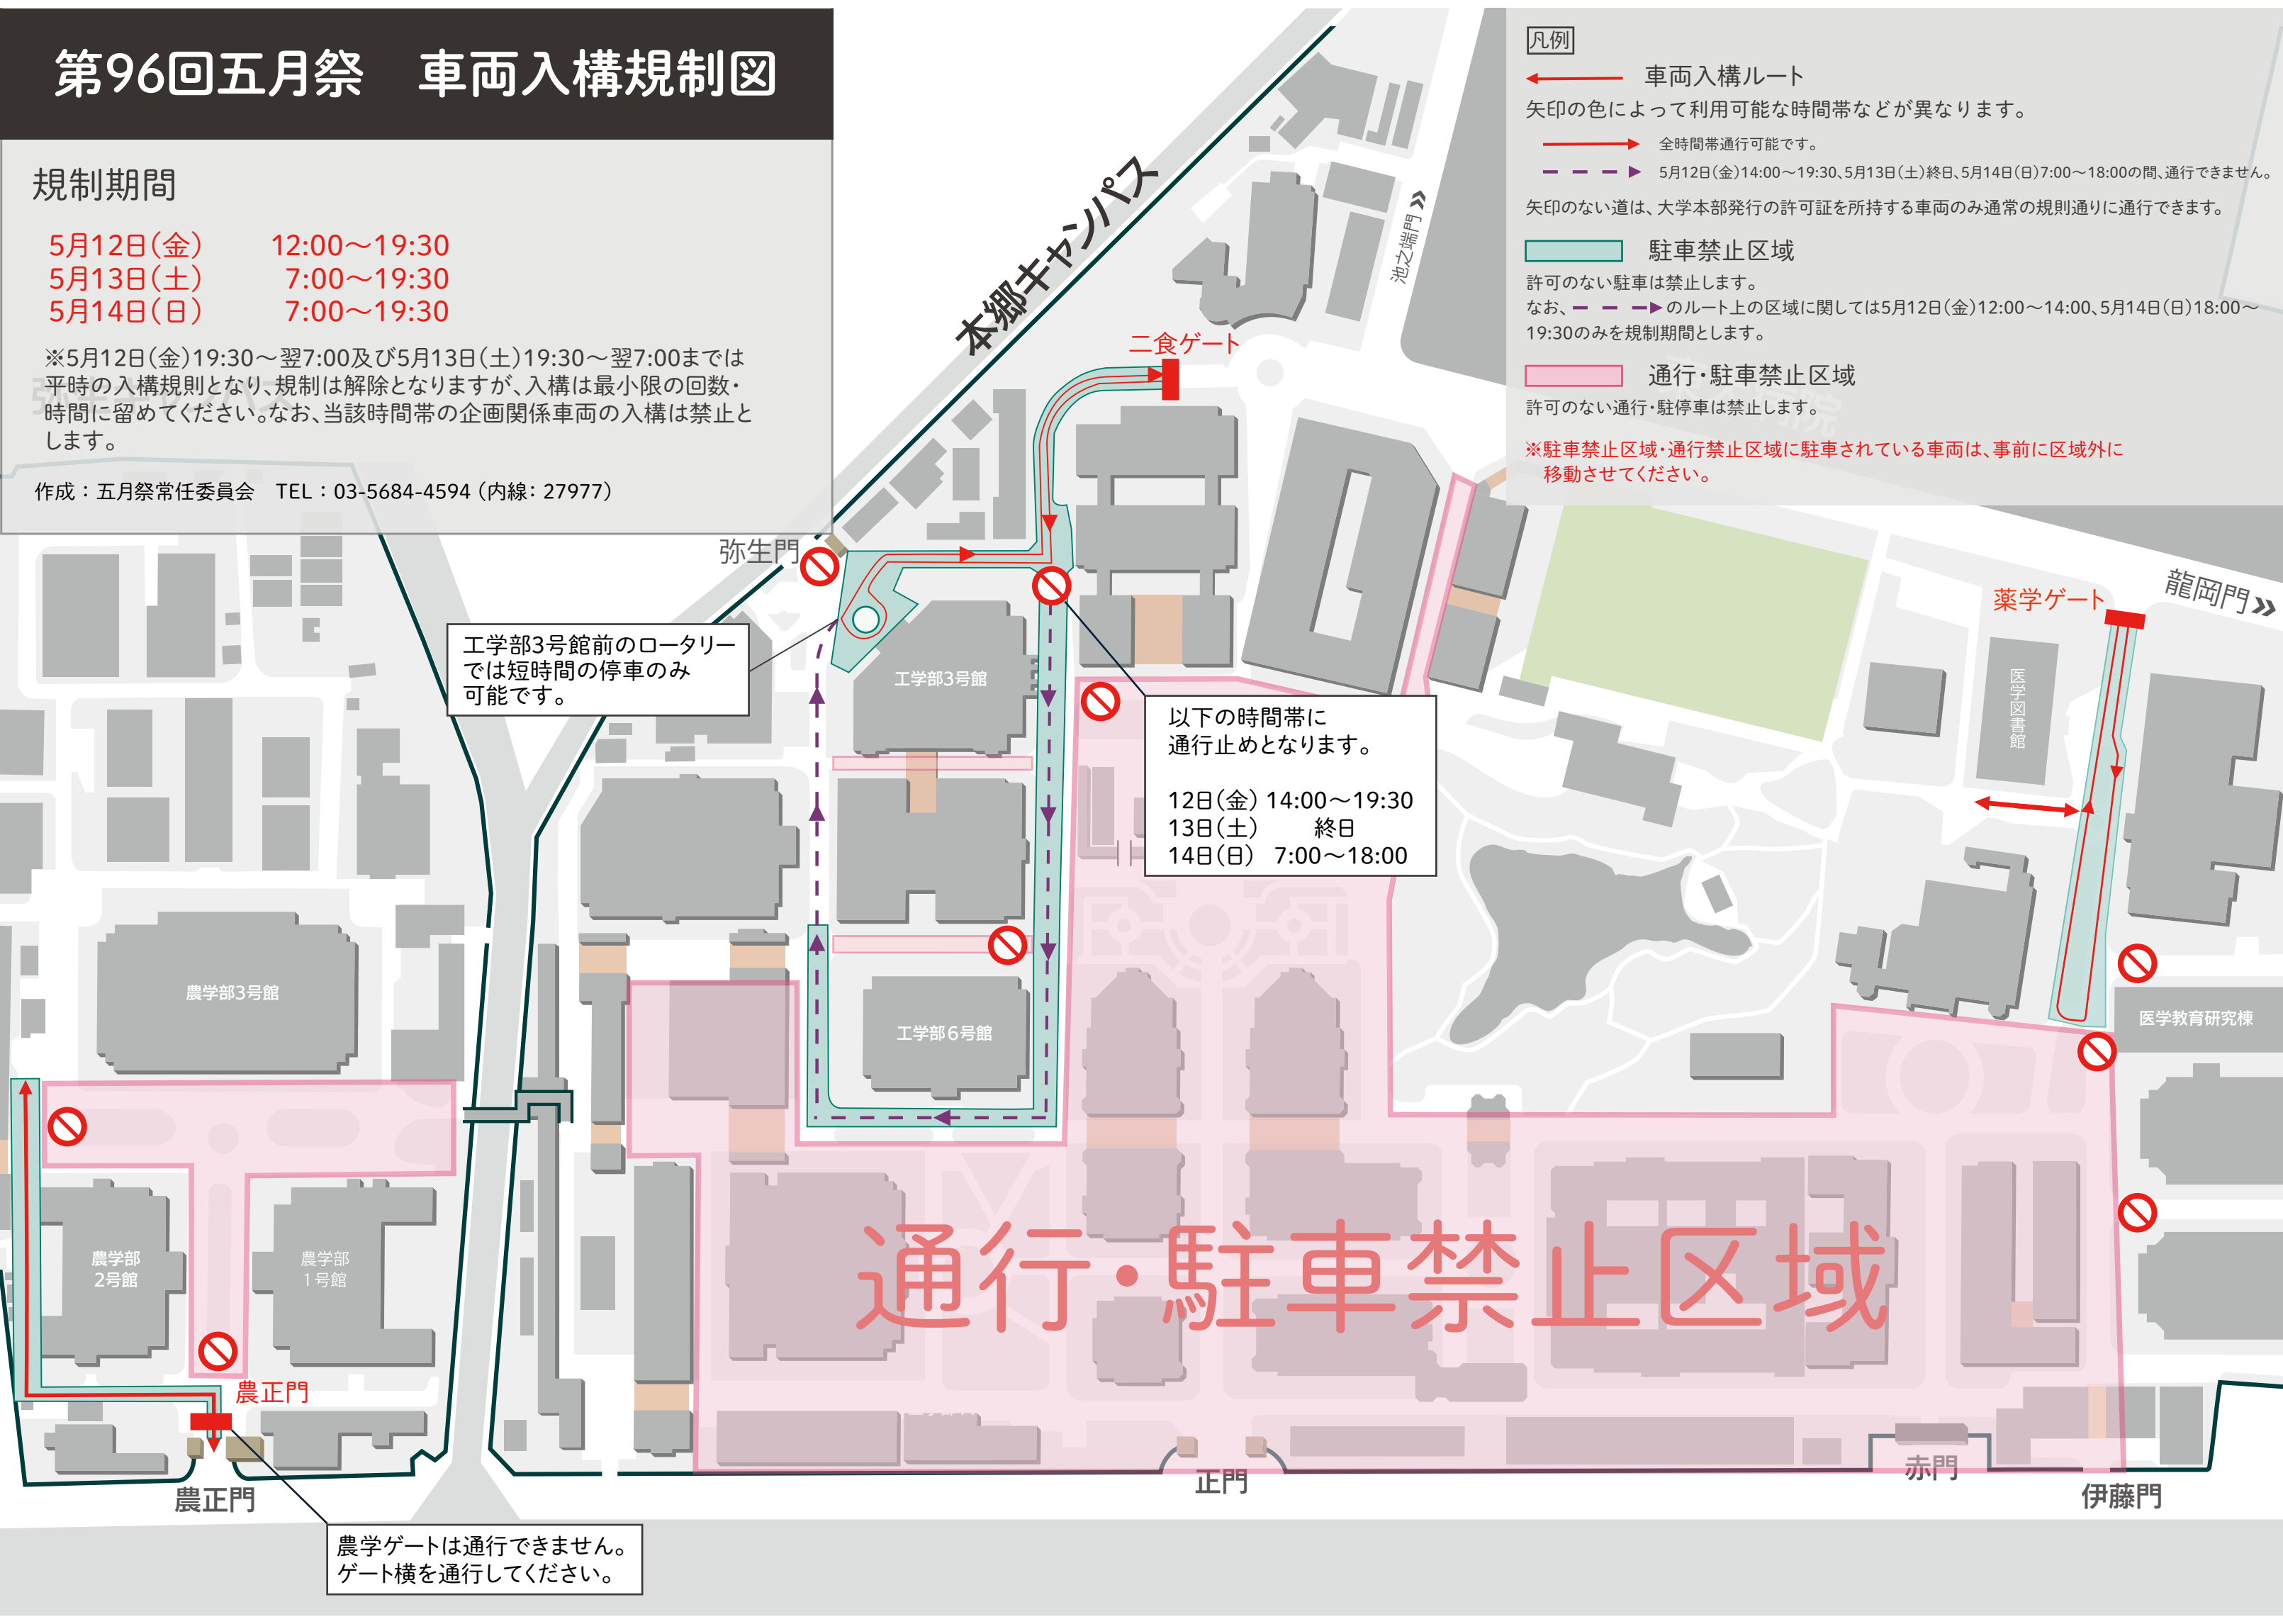 第96回五月祭　車両入構規制図
規制期間
5月12日(金)　12:00～19:30
5月13日(土)　7:00～19:30
5月14日(日)　7:00～19:30
※5月12日(金)19:30～翌7:00及び5月13日(土)19:30～翌7:00までは
平時の入構規則となり、規制は解除となりますが、入構は最小限の回数・
時間に留めてください。なお、当該時間帯の企画関係車両の入構は禁止と
します。
弥生キャンパス
作成：五月祭常任委員会　TEL：03-5684-4594（内線：27977）
凡例
車両入構ルート
矢印の色によって利用可能な時間帯などが異なります。
全時間帯通行可能です。
5月12日(金)14:00～19:30、5月13日(土)終日、5月14日(日)7:00～18:00の間、通行できません。
矢印のない道は、大学本部発行の許可証を所持する車両のみ通常の規則通りに通行できます。
駐車禁止区域
許可のない駐車は禁止します。
なお、のルート上の区域に関しては5月12日(金)12:00～14:00、5月14日(日)18:00～
19:30のみを規制期間とします。
通行・駐車禁止区域
許可のない通行・駐停車は禁止します。
※駐車禁止区域・通行禁止区域に駐車されている車両は、事前に区域外に
移動させてください。
本郷キャンパス
池之端門
二食ゲート
弥生門
薬学ゲート
龍岡門
工学部3号館前のロータリー
では短時間の停車のみ
可能です。
工学部3号館
医学図書館
以下の時間帯に
通行止めとなります。
12日(金) 14:00～19:30
13日(土)　終日
14日(日)　7:00～18:00
農学部3号館
工学部6号館
医学教育研究棟
農学部
2号館
農学部
1号館
通行・駐車禁止区域
農正門
農正門
正門
赤門
伊藤門
農学ゲートは通行できません。
ゲート横を通行してください。